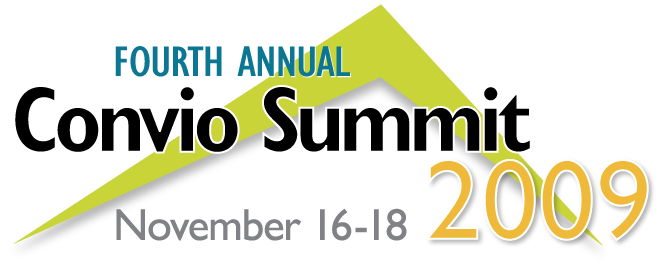 FOURTH ANNUAL
Convio Summit
November 16-18 2009